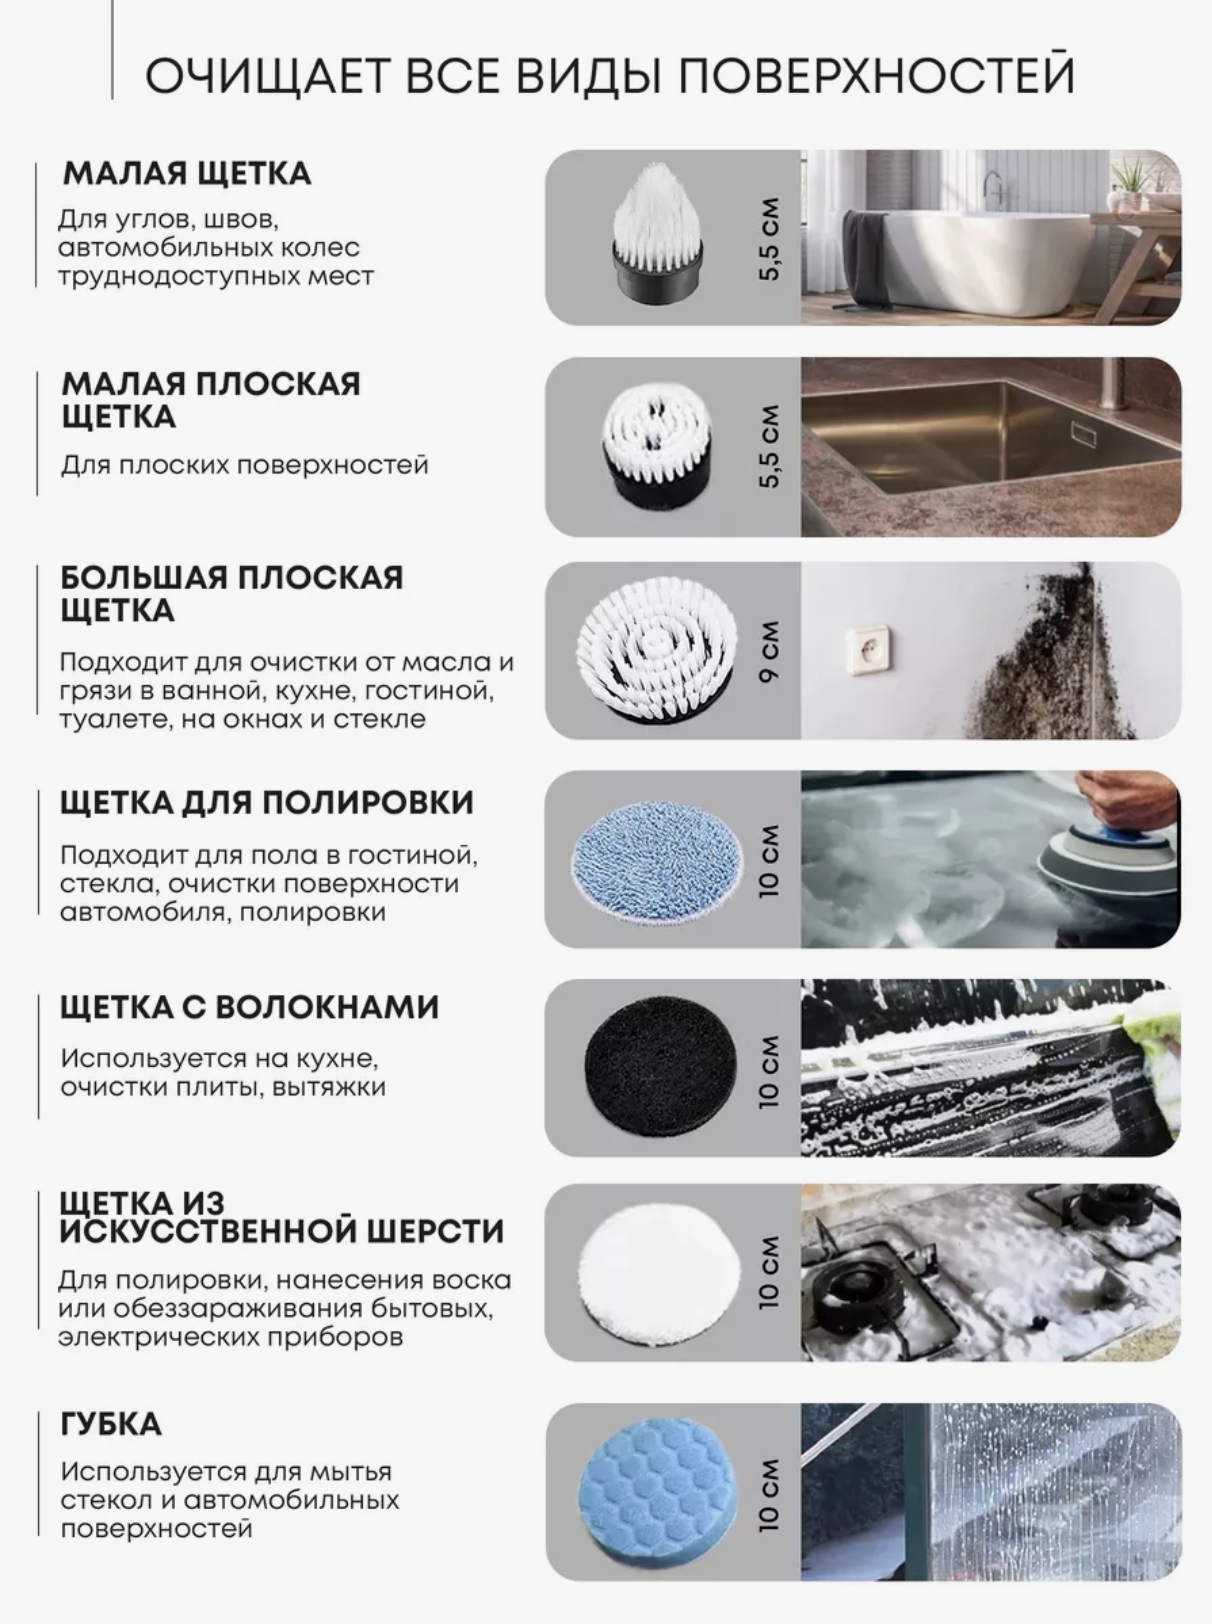 ОЧИЩАЕТ ВСЕ ВИДЫ ПОВЕРХНОСТЕЙ
МАЛАЯ ЩЕТКА
Для углов, швов,
автомобильных колес
труднодоступных мест
5,5 см
МАЛАЯ ПЛОСКАЯ
ЩЕТКА
Для плоских поверхностей
5,5 см
БОЛЬШАЯ ПЛОСКАЯ
ЩЕТКА
Подходит для очистки от масла и
грязи в ванной, кухне, гостиной,
туалете, на окнах и стекле
9 см
ЩЕТКА ДЛЯ ПОЛИРОВКИ
Подходит для пола в гостиной,
стекла, очистки поверхности
автомобиля, полировки
10 см
ЩЕТКА С ВОЛОКНАМИ
Используется на кухне,
очистки плиты, вытяжки
10 см
ЩЕТКА ИЗ
ИСКУССТВЕННОЙ ШЕРСТИ
Для полировки, нанесения воска
или обеззараживания бытовых,
электрических приборов
10 см
ГУБКА
Используется для мытья
стекол и автомобильных
поверхностей
10 см